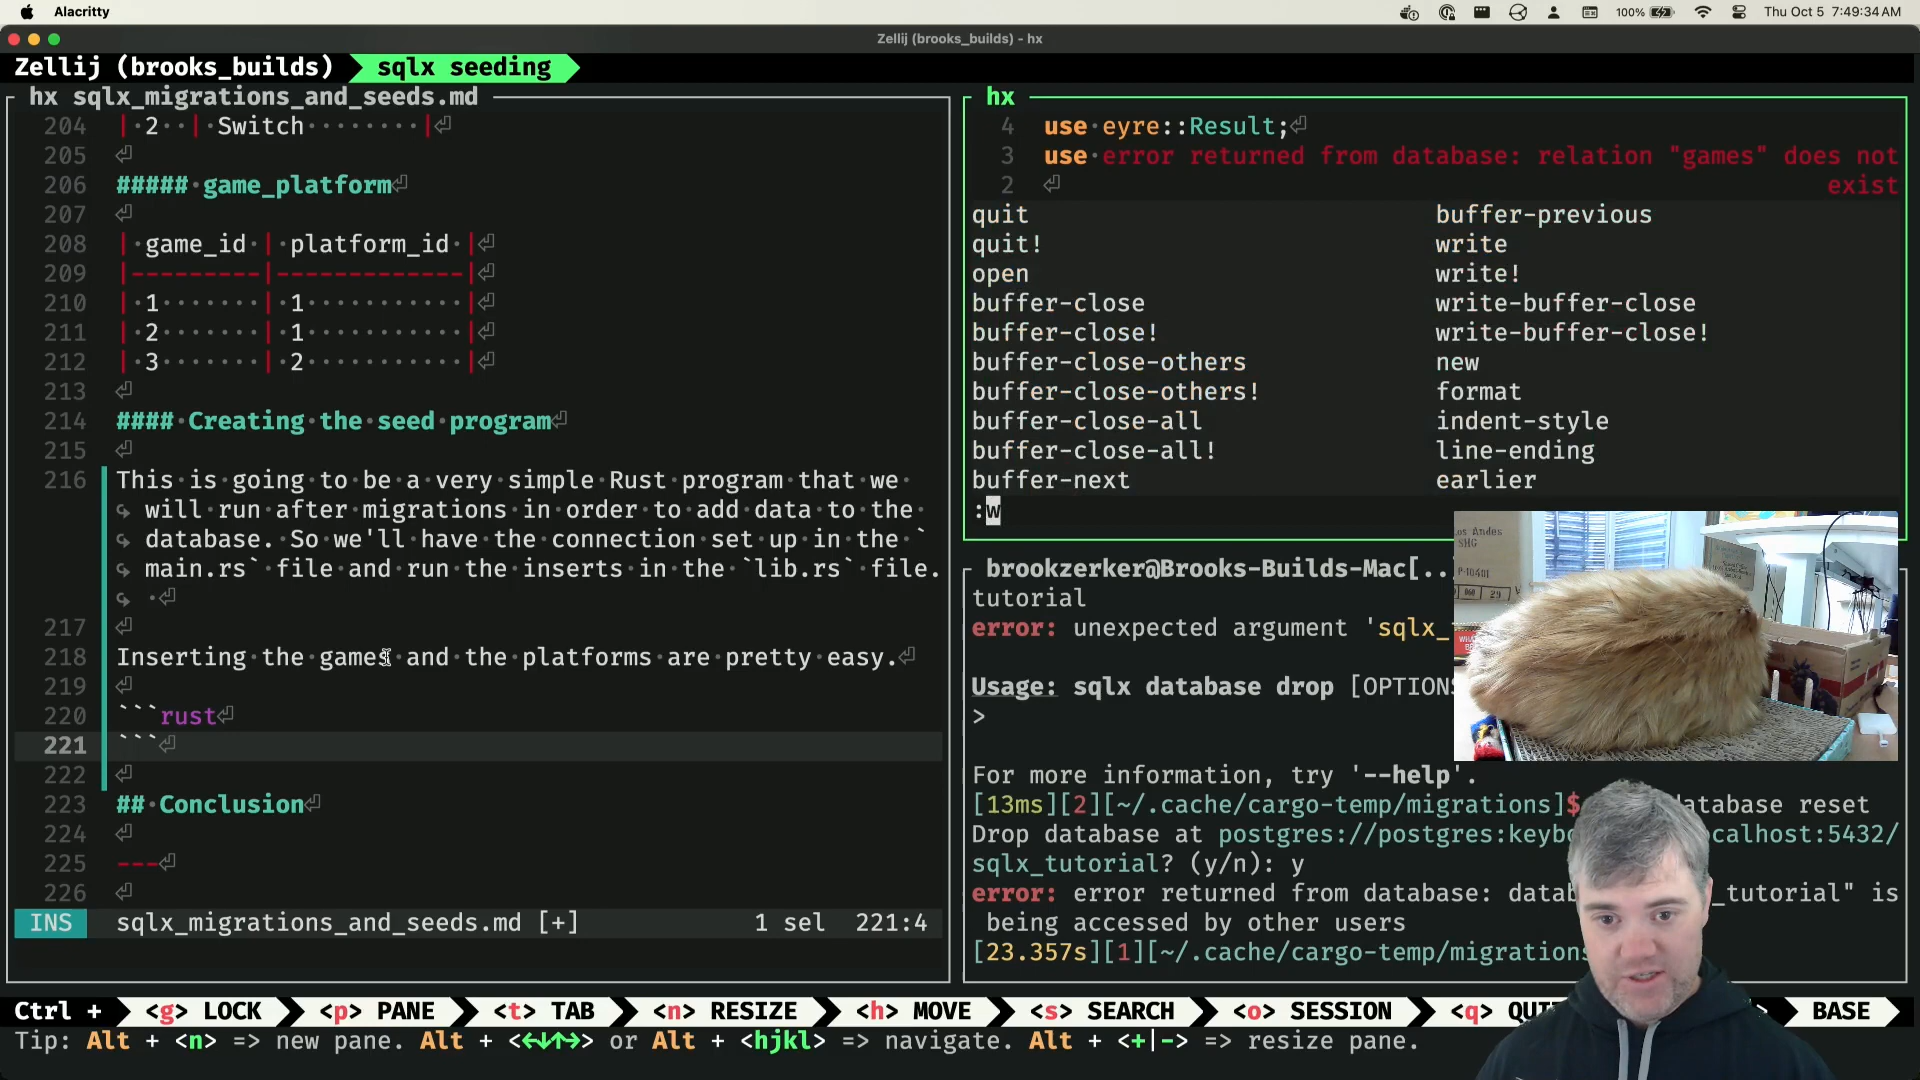 Alacritty
100%
Thu Oct 5 7:49:34 AM
Zellij (brooks_builds) - hx
Zellij (brooks_builds) sqlx seeding
hx sqlx_migrations_and_seeds.md
204 | 2 | Switch |
205
206 ##### game_platform
207
208 | game_id | platform_id |
209 |---------|-------------|
210 | 1 | 1 |
211 | 2 | 1 |
212 | 3 | 2 |
213
214 #### Creating the seed program
215
216 This is going to be a very simple Rust program that we
will run after migrations in order to add data to the
database. So we'll have the connection set up in the `
main.rs` file and run the inserts in the `lib.rs` file.
217
218 Inserting the games and the platforms are pretty easy.
219
220 ```rust
221 ```
222
223 ## Conclusion
224
225 ---
226
INS sqlx_migrations_and_seeds.md [+] 1 sel 221:4
hx
4 use eyre::Result;
3 use error returned from database: relation "games" does not
2 exist
quit buffer-previous
quit! write
open write!
buffer-close write-buffer-close
buffer-close! write-buffer-close!
buffer-close-others new
buffer-close-others! format
buffer-close-all indent-style
buffer-close-all! line-ending
buffer-next earlier
:w
brookzerker@Brooks-Builds-Mac[..
tutorial
error: unexpected argument 'sqlx_
Usage: sqlx database drop [OPTIONS
>
For more information, try '--help'.
[13ms][2][~/.cache/cargo-temp/migrations]$ atabase reset
Drop database at postgres://postgres:keybo ocalhost:5432/
sqlx_tutorial? (y/n): y
error: error returned from database: datab _tutorial" is
being accessed by other users
[23.357s][1][~/.cache/cargo-temp/migrations
Los Andes
SHG
P-10401
29
Ctrl + <g> LOCK <p> PANE <t> TAB <n> RESIZE <h> MOVE <s> SEARCH <o> SESSION <q> QUI BASE
Tip: Alt + <n> => new pane. Alt + <←↓↑→> or Alt + <hjkl> => navigate. Alt + <+|-> => resize pane.